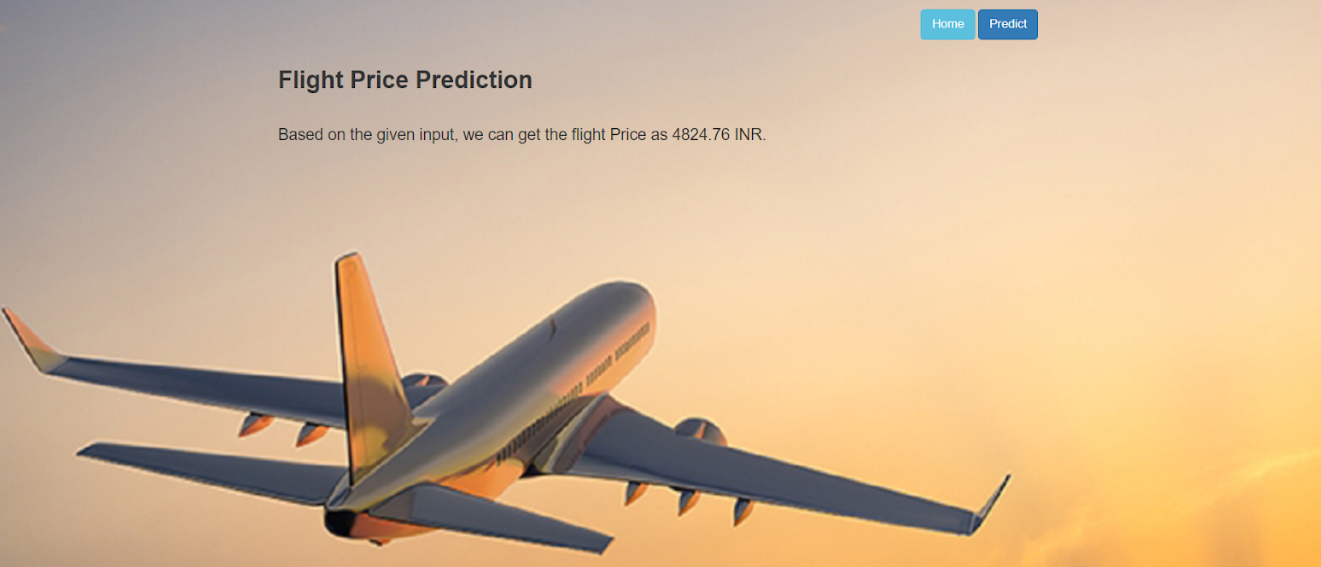 Home Predict
Flight Price Prediction
Based on the given input, we can get the flight Price as 4824.76 INR.